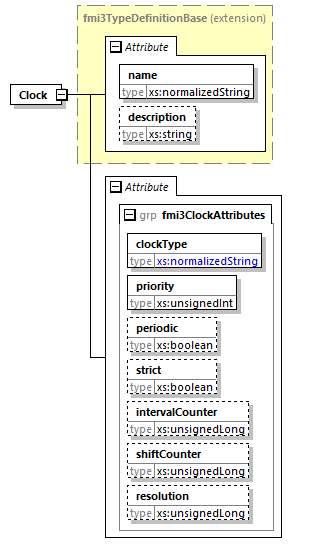 fmi3TypeDefinitionBase (extension)
Attribute
name
type xs:normalizedString
description
type xs:string
Clock
Attribute
grp fmi3ClockAttributes
clockType
type xs:normalizedString
priority
type xs:unsignedInt
periodic
type xs:boolean
strict
type xs:boolean
intervalCounter
type xs:unsignedLong
shiftCounter
type xs:unsignedLong
resolution
type xs:unsignedLong